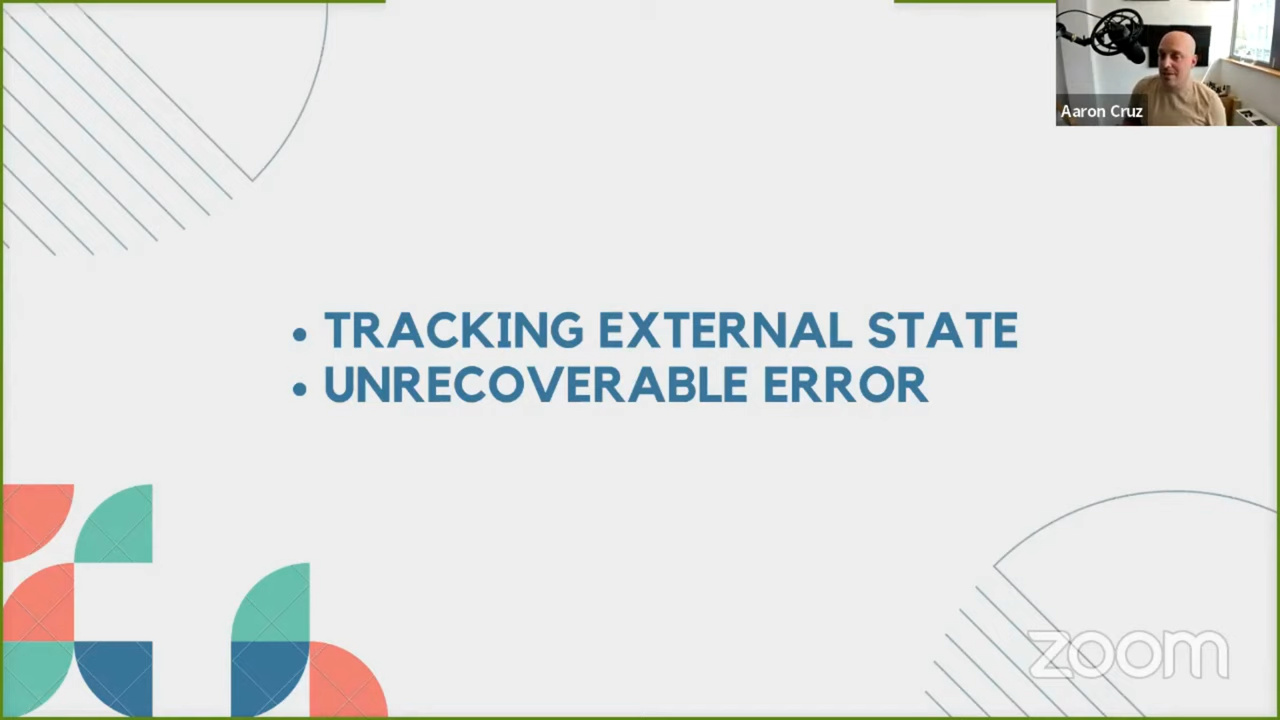 Aaron Cruz
• TRACKING EXTERNAL STATE
• UNRECOVERABLE ERROR
zoom